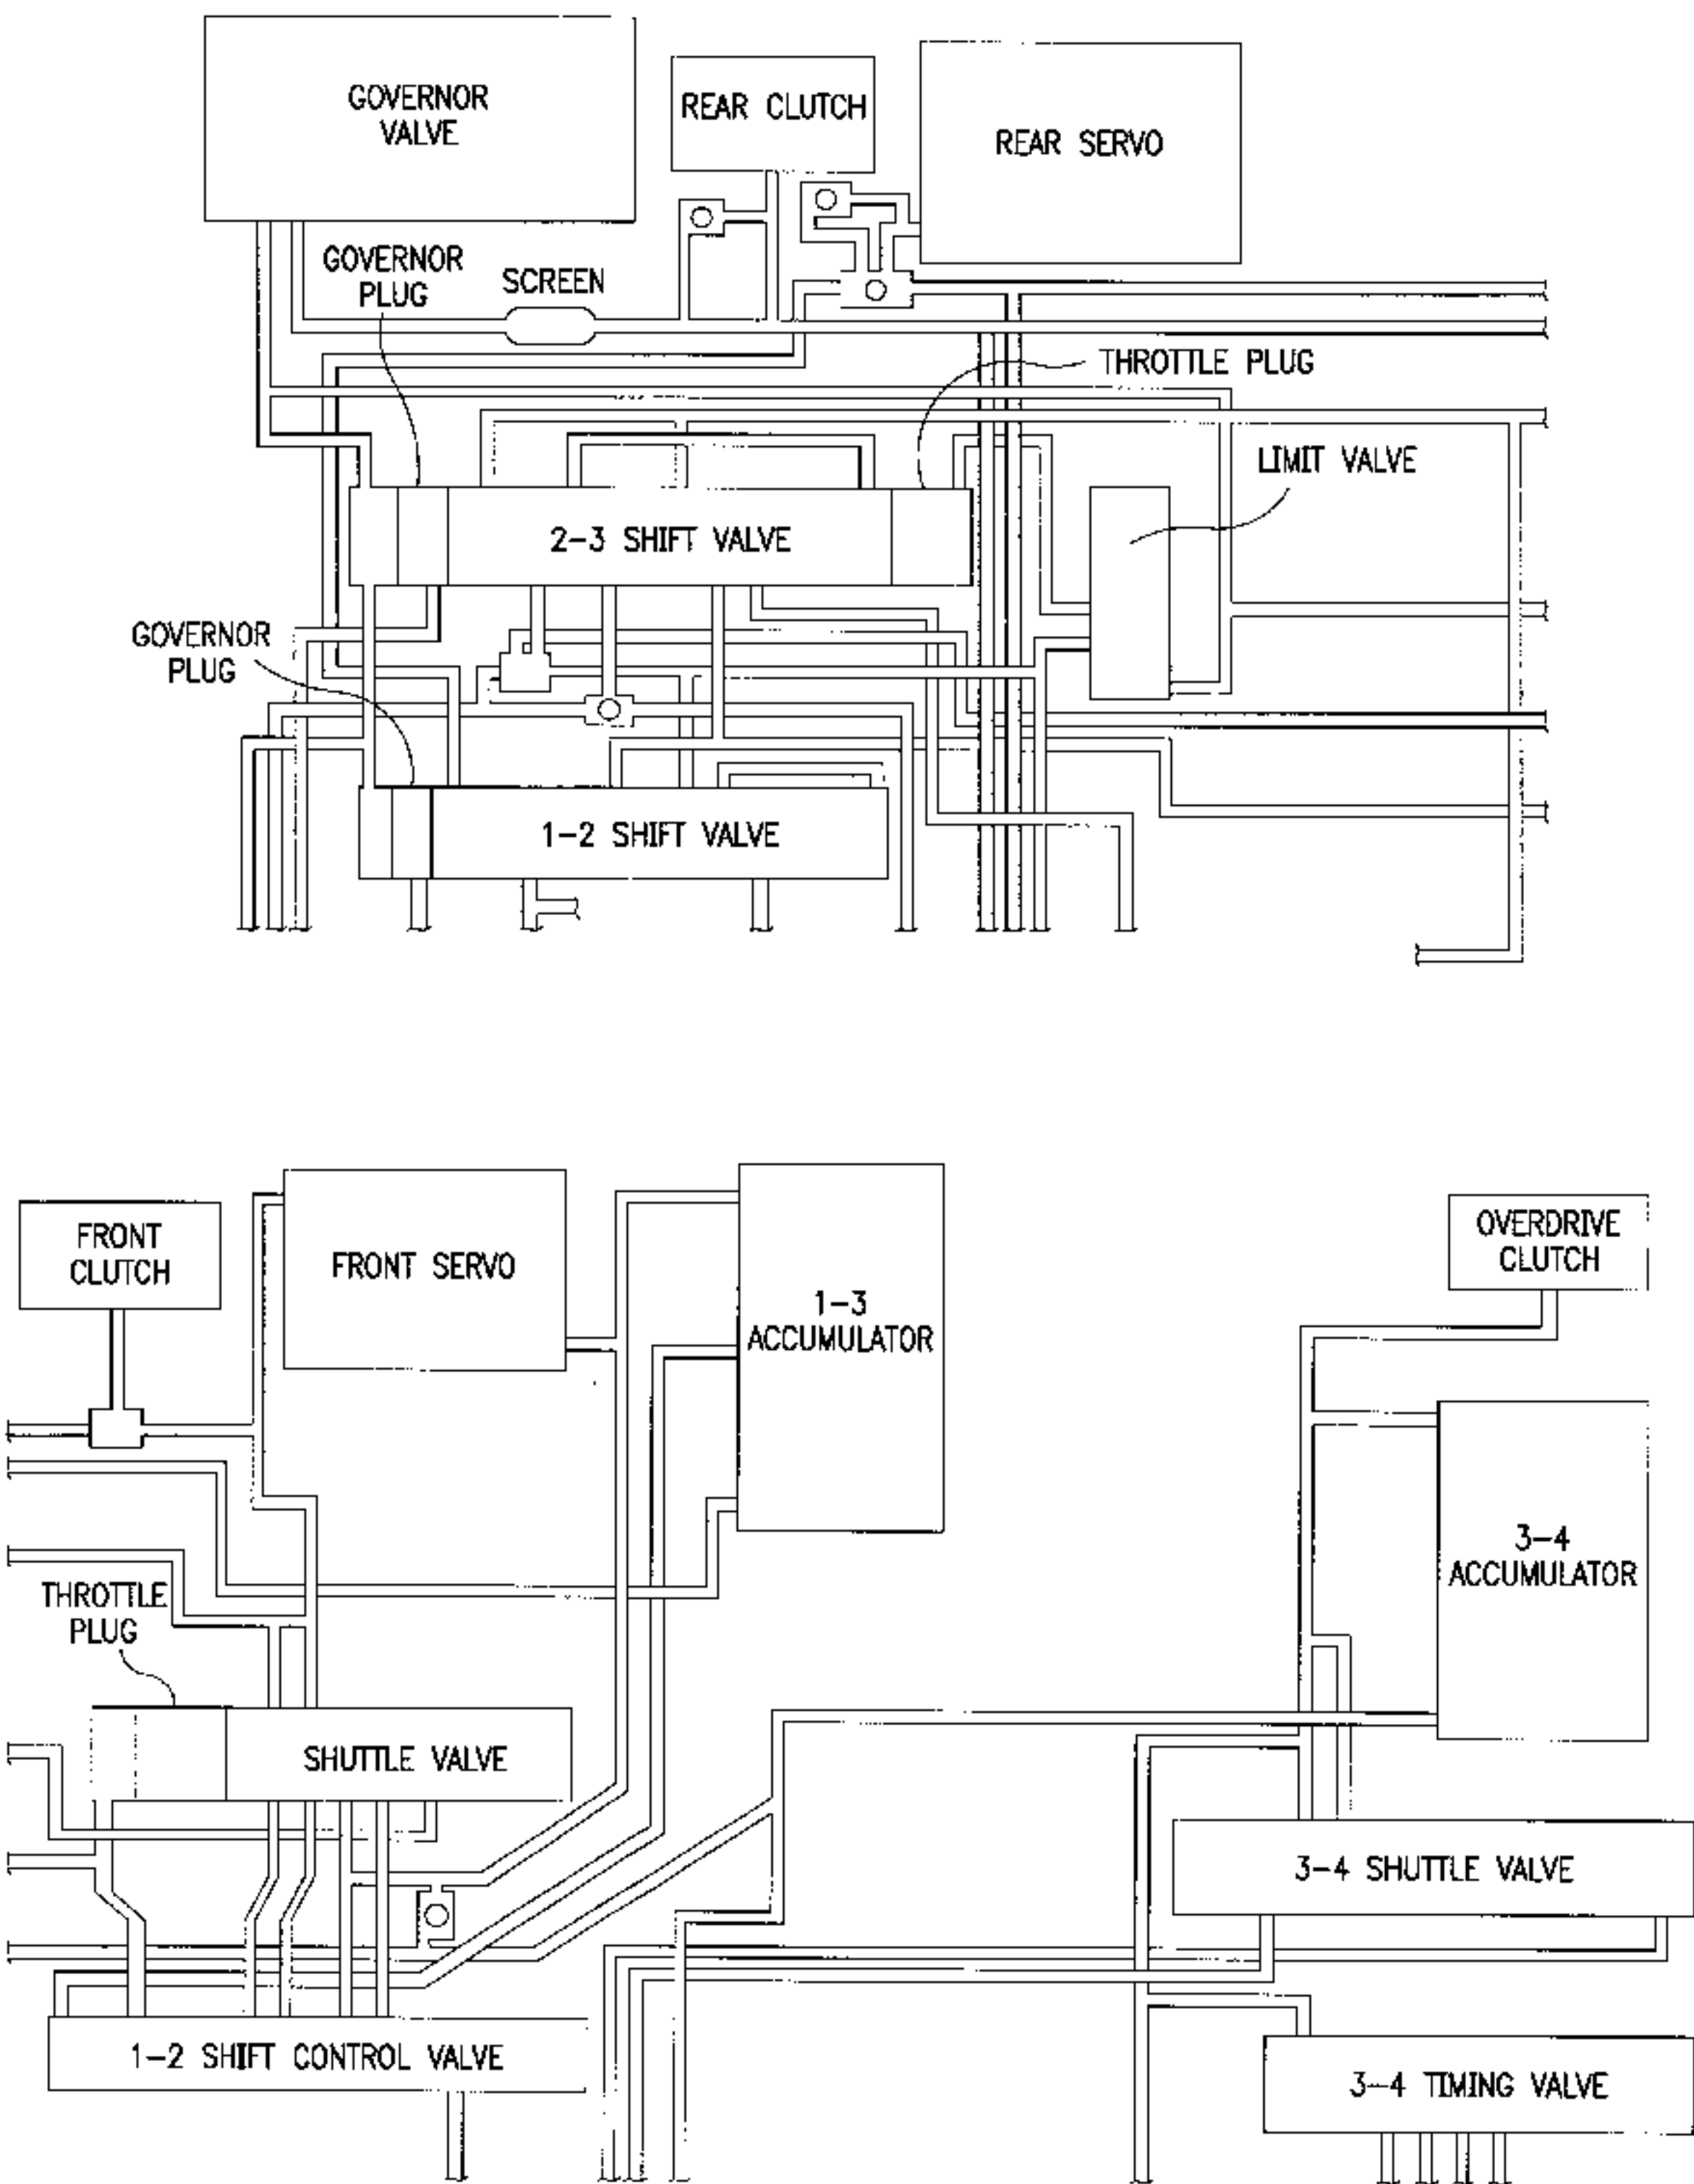 GOVERNOR
VALVE
REAR CLUTCH
REAR SERVO
GOVERNOR
PLUG
SCREEN
THROTTLE PLUG
LIMIT VALVE
2-3 SHIFT VALVE
GOVERNOR
PLUG
1-2 SHIFT VALVE
FRONT
CLUTCH
FRONT SERVO
1-3
ACCUMULATOR
OVERDRIVE
CLUTCH
3-4
ACCUMULATOR
THROTTLE
PLUG
SHUTTLE VALVE
3-4 SHUTTLE VALVE
1-2 SHIFT CONTROL VALVE
3-4 TIMING VALVE